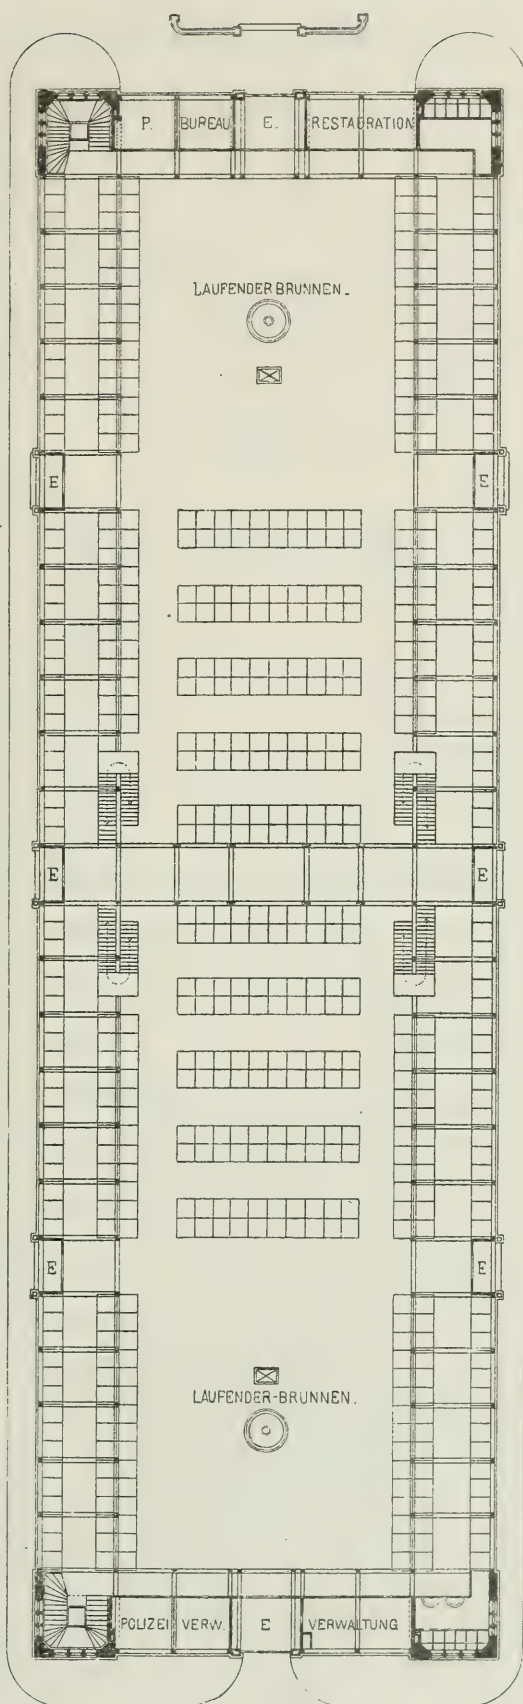 P. BUREAU E. RESTAURATION
LAUFENDER BRUNNEN.
E E
E E
E E
LAUFENDER-BRUNNEN.
POLIZEI VERW. E VERWALTUNG